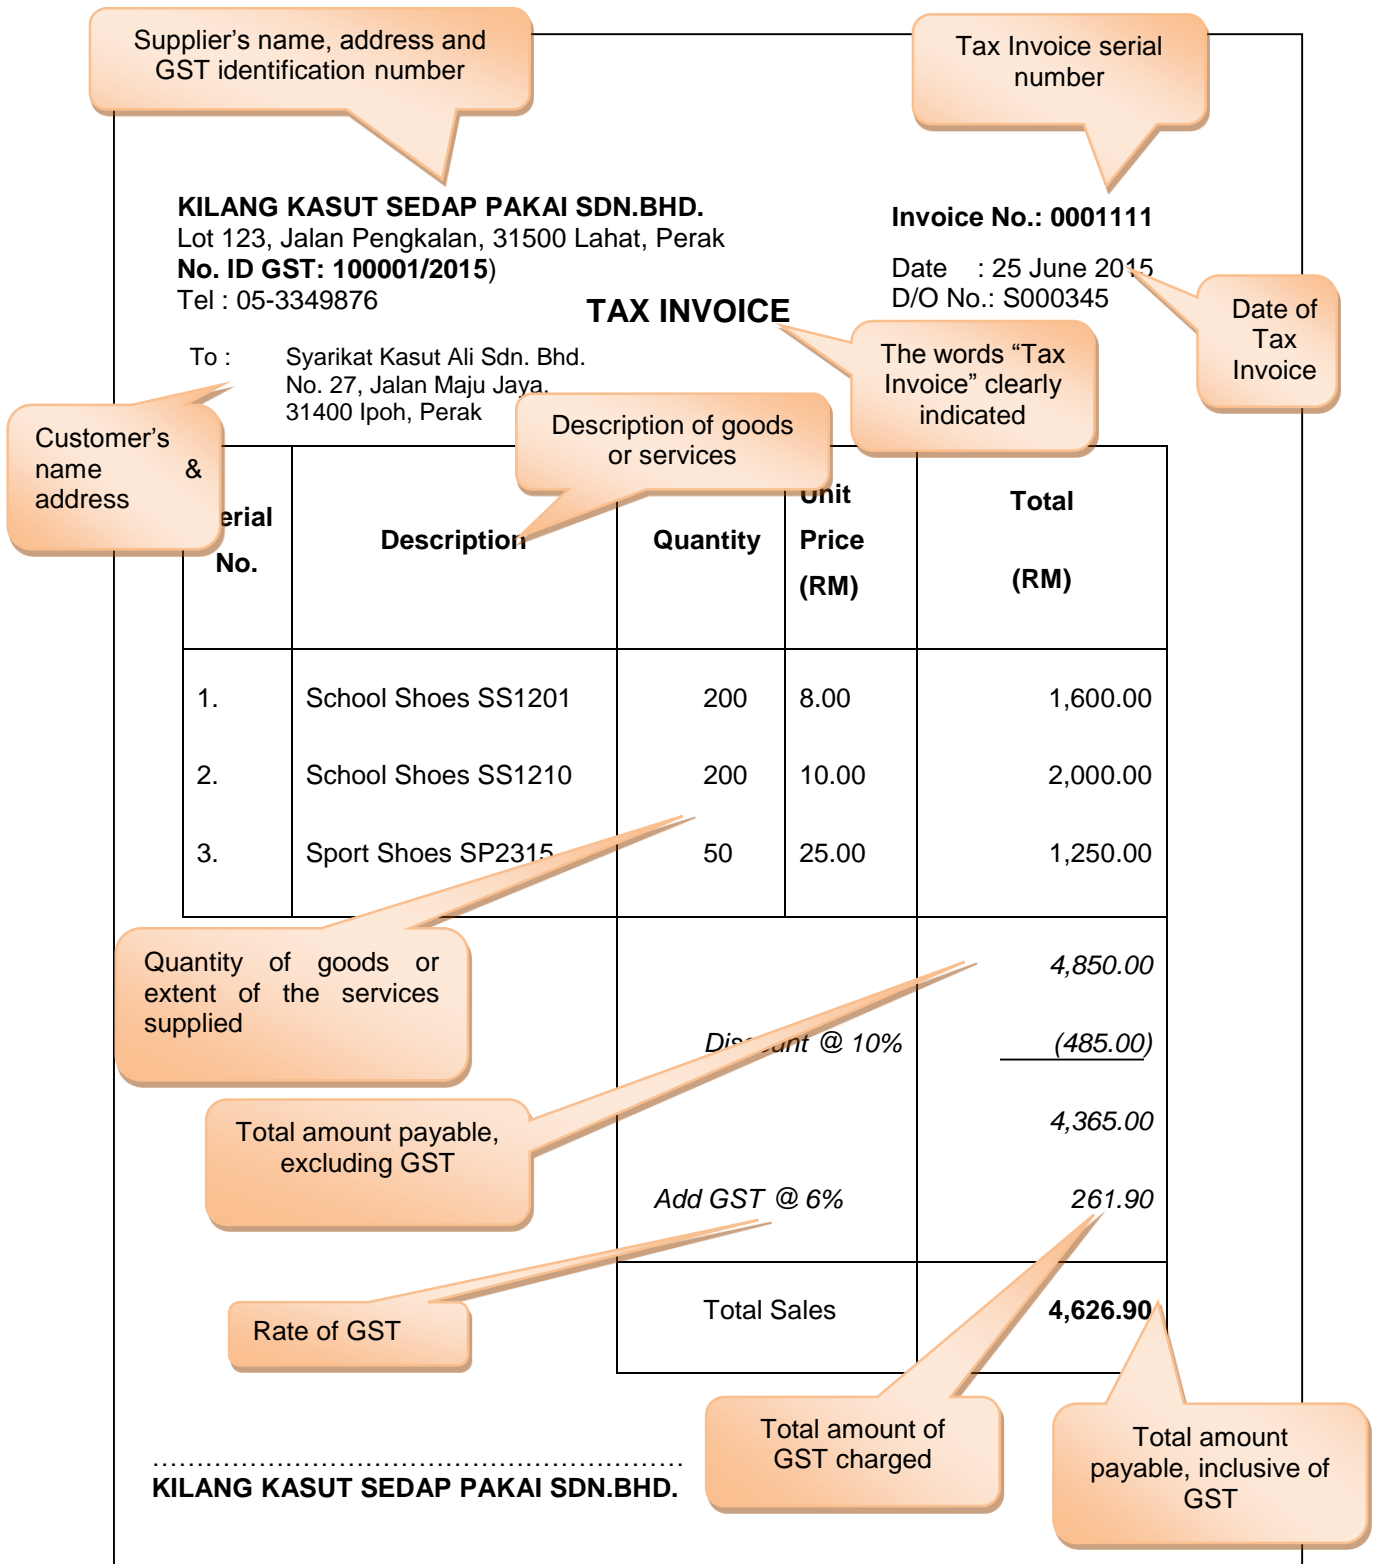 Supplier's name, address and
GST identification number
Tax Invoice serial
number
KILANG KASUT SEDAP PAKAI SDN.BHD.
Lot 123, Jalan Pengkalan, 31500 Lahat, Perak
No. ID GST: 100001/2015)
Tel : 05-3349876
Invoice No.: 0001111
Date : 25 June 2015
D/O No.: S000345
TAX INVOICE
Date of
Tax
Invoice
The words “Tax
Invoice” clearly
indicated
To : Syarikat Kasut Ali Sdn. Bhd.
No. 27, Jalan Maju Jaya,
31400 Ipoh, Perak
Customer's
name &
address
Description of goods
or services
erial
No.
Description
Quantity
Unit
Price
(RM)
Total
(RM)
1. School Shoes SS1201 200 8.00 1,600.00
2. School Shoes SS1210 200 10.00 2,000.00
3. Sport Shoes SP2315 50 25.00 1,250.00
Quantity of goods or
extent of the services
supplied
4,850.00
Discount @ 10% (485.00)
Total amount payable,
excluding GST
4,365.00
Add GST @ 6% 261.90
Rate of GST
Total Sales 4,626.90
Total amount of
GST charged
Total amount
payable, inclusive of
GST
............................................................
KILANG KASUT SEDAP PAKAI SDN.BHD.